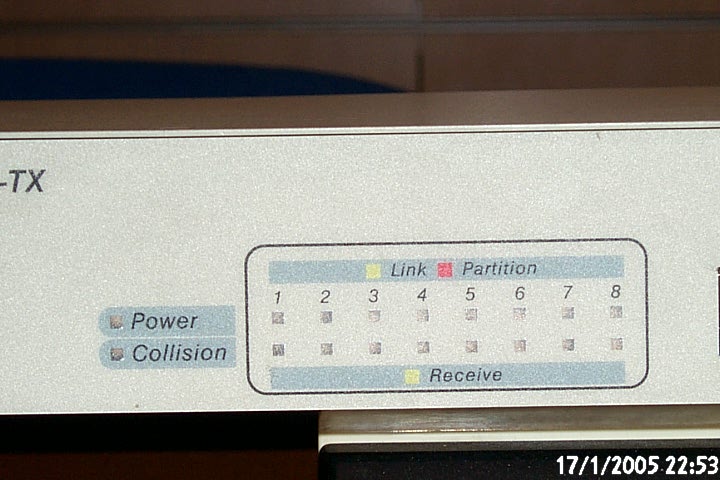 -TX
Link Partition
1 2 3 4 5 6 7 8
Power
Collision
Receive
17/1/2005 22:53